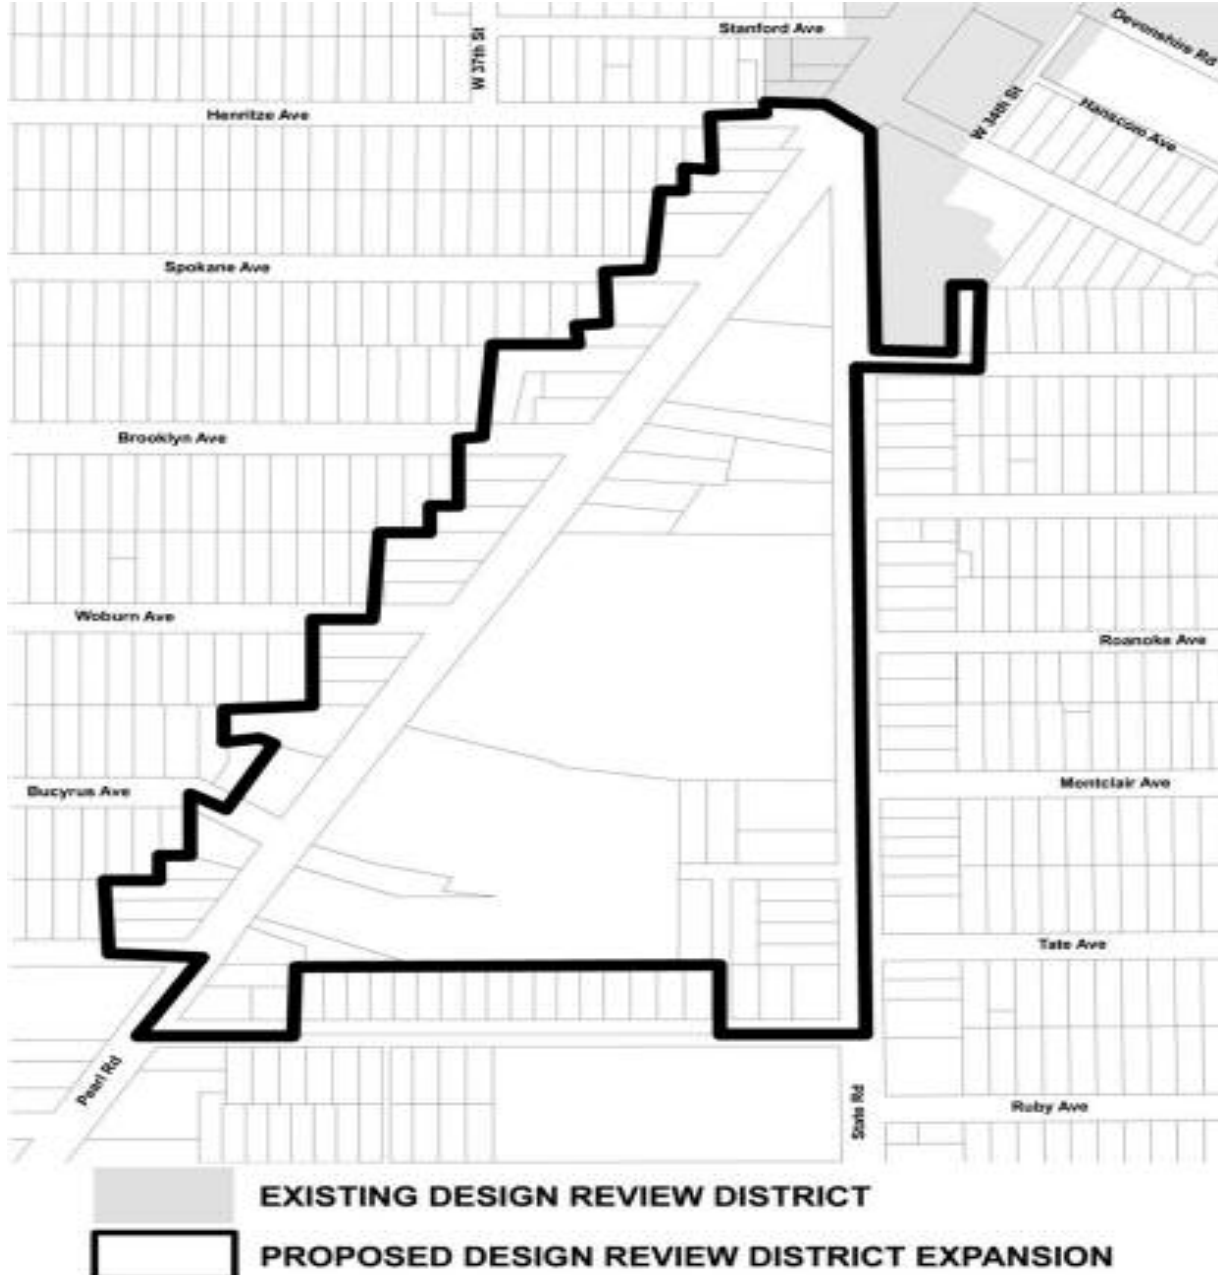 Stanford Ave
Devonshire Rd
W 37th St
Henritze Ave
W 34th St
Hanscom Ave
Spokane Ave
Brooklyn Ave
Woburn Ave
Roanoke Ave
Bucyrus Ave
Montclair Ave
Tate Ave
Pearl Rd
State Rd
Ruby Ave
EXISTING DESIGN REVIEW DISTRICT
PROPOSED DESIGN REVIEW DISTRICT EXPANSION